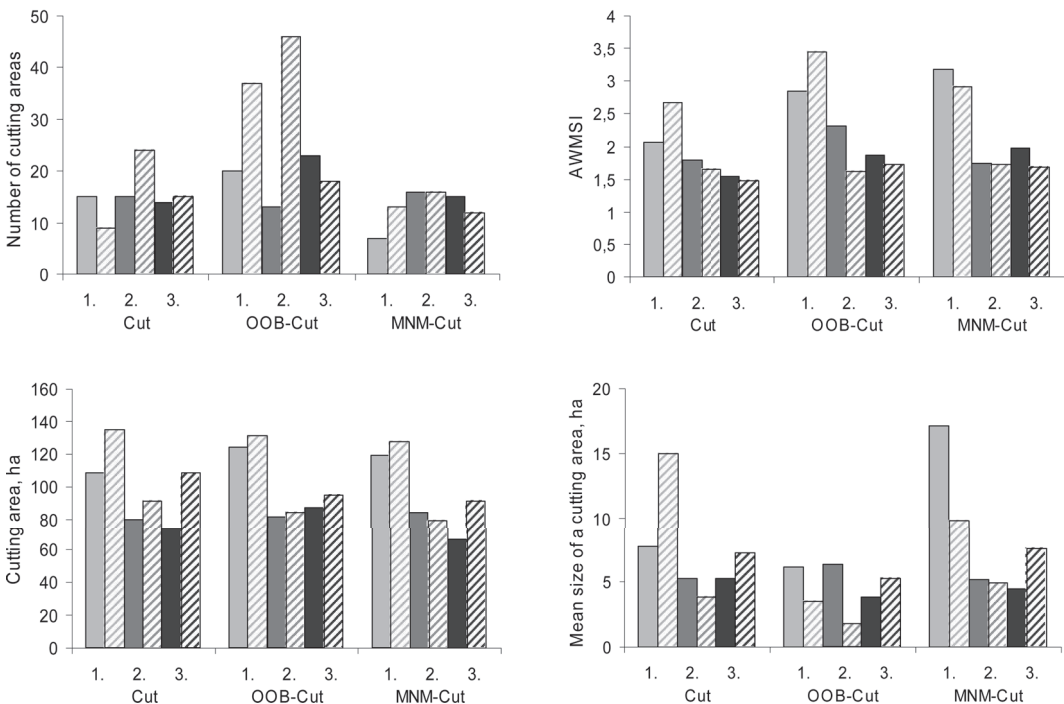 Number of cutting areas
50
40
30
20
10
0
1. 2. 3. 1. 2. 3. 1. 2. 3.
Cut OOB-Cut MNM-Cut
AWMSI
4
3,5
3
2,5
2
1,5
1
0,5
0
1. 2. 3. 1. 2. 3. 1. 2. 3.
Cut OOB-Cut MNM-Cut
Cutting area, ha
160
140
120
100
80
60
40
20
0
1. 2. 3. 1. 2. 3. 1. 2. 3.
Cut OOB-Cut MNM-Cut
Mean size of a cutting area, ha
20
15
10
5
0
1. 2. 3. 1. 2. 3. 1. 2. 3.
Cut OOB-Cut MNM-Cut